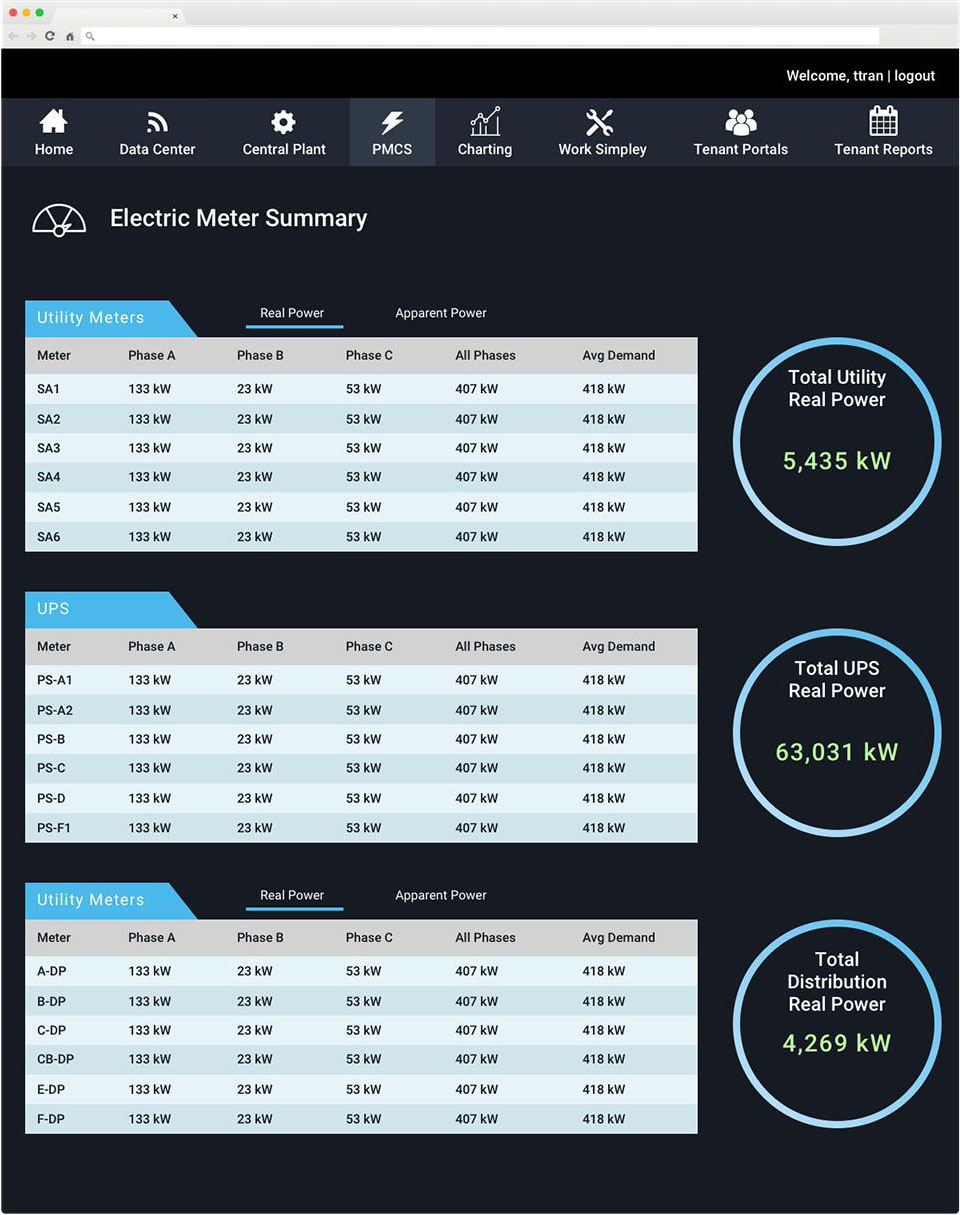 Welcome, ttran | logout
Home Data Center Central Plant PMCS Charting Work Simpley Tenant Portals Tenant Reports
Electric Meter Summary
Utility Meters Real Power Apparent Power
Meter Phase A Phase B Phase C All Phases Avg Demand
SA1 133 kW 23 kW 53 kW 407 kW 418 kW
SA2 133 kW 23 kW 53 kW 407 kW 418 kW
SA3 133 kW 23 kW 53 kW 407 kW 418 kW
SA4 133 kW 23 kW 53 kW 407 kW 418 kW
SA5 133 kW 23 kW 53 kW 407 kW 418 kW
SA6 133 kW 23 kW 53 kW 407 kW 418 kW
Total Utility
Real Power
5,435 kW
UPS
Meter Phase A Phase B Phase C All Phases Avg Demand
PS-A1 133 kW 23 kW 53 kW 407 kW 418 kW
PS-A2 133 kW 23 kW 53 kW 407 kW 418 kW
PS-B 133 kW 23 kW 53 kW 407 kW 418 kW
PS-C 133 kW 23 kW 53 kW 407 kW 418 kW
PS-D 133 kW 23 kW 53 kW 407 kW 418 kW
PS-F1 133 kW 23 kW 53 kW 407 kW 418 kW
Total UPS
Real Power
63,031 kW
Utility Meters Real Power Apparent Power
Meter Phase A Phase B Phase C All Phases Avg Demand
A-DP 133 kW 23 kW 53 kW 407 kW 418 kW
B-DP 133 kW 23 kW 53 kW 407 kW 418 kW
C-DP 133 kW 23 kW 53 kW 407 kW 418 kW
CB-DP 133 kW 23 kW 53 kW 407 kW 418 kW
E-DP 133 kW 23 kW 53 kW 407 kW 418 kW
F-DP 133 kW 23 kW 53 kW 407 kW 418 kW
Total
Distribution
Real Power
4,269 kW